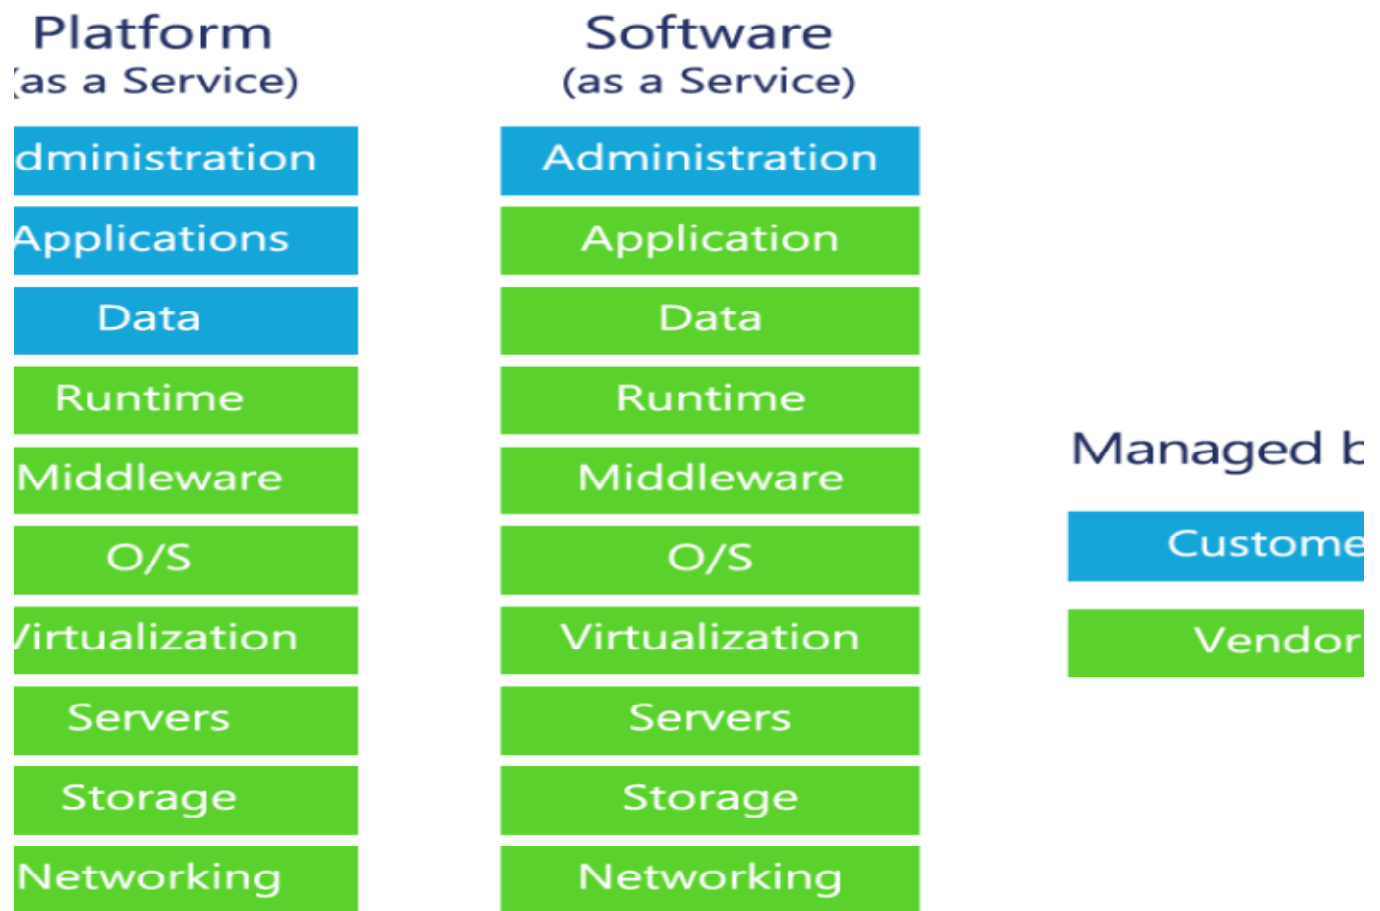 Platform
(as a Service)
dministration
Applications
Data
Runtime
Middleware
O/S
Virtualization
Servers
Storage
Networking
Software
(as a Service)
Administration
Application
Data
Runtime
Middleware
O/S
Virtualization
Servers
Storage
Networking
Managed b
Custome
Vendor